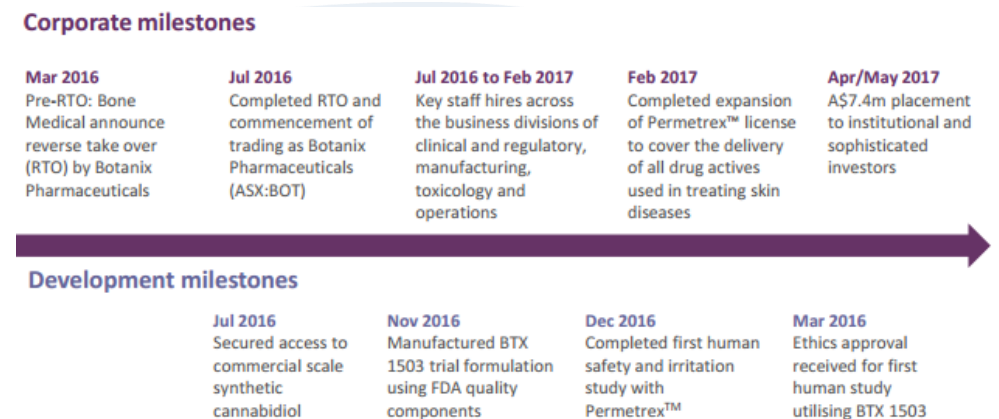 Corporate milestones
Mar 2016
Pre-RTO: Bone
Medical announce
reverse take over
(RTO) by Botanix
Pharmaceuticals
Jul 2016
Completed RTO and
commencement of
trading as Botanix
Pharmaceuticals
(ASX:BOT)
Jul 2016 to Feb 2017
Key staff hires across
the business divisions of
clinical and regulatory,
manufacturing,
toxicology and
operations
Feb 2017
Completed expansion
of Permetrex™ license
to cover the delivery
of all drug actives
used in treating skin
diseases
Apr/May 2017
A$7.4m placement
to institutional and
sophisticated
investors
Development milestones
Jul 2016
Secured access to
commercial scale
synthetic
cannabidiol
Nov 2016
Manufactured BTX
1503 trial formulation
using FDA quality
components
Dec 2016
Completed first human
safety and irritation
study with
Permetrex™
Mar 2016
Ethics approval
received for first
human study
utilising BTX 1503